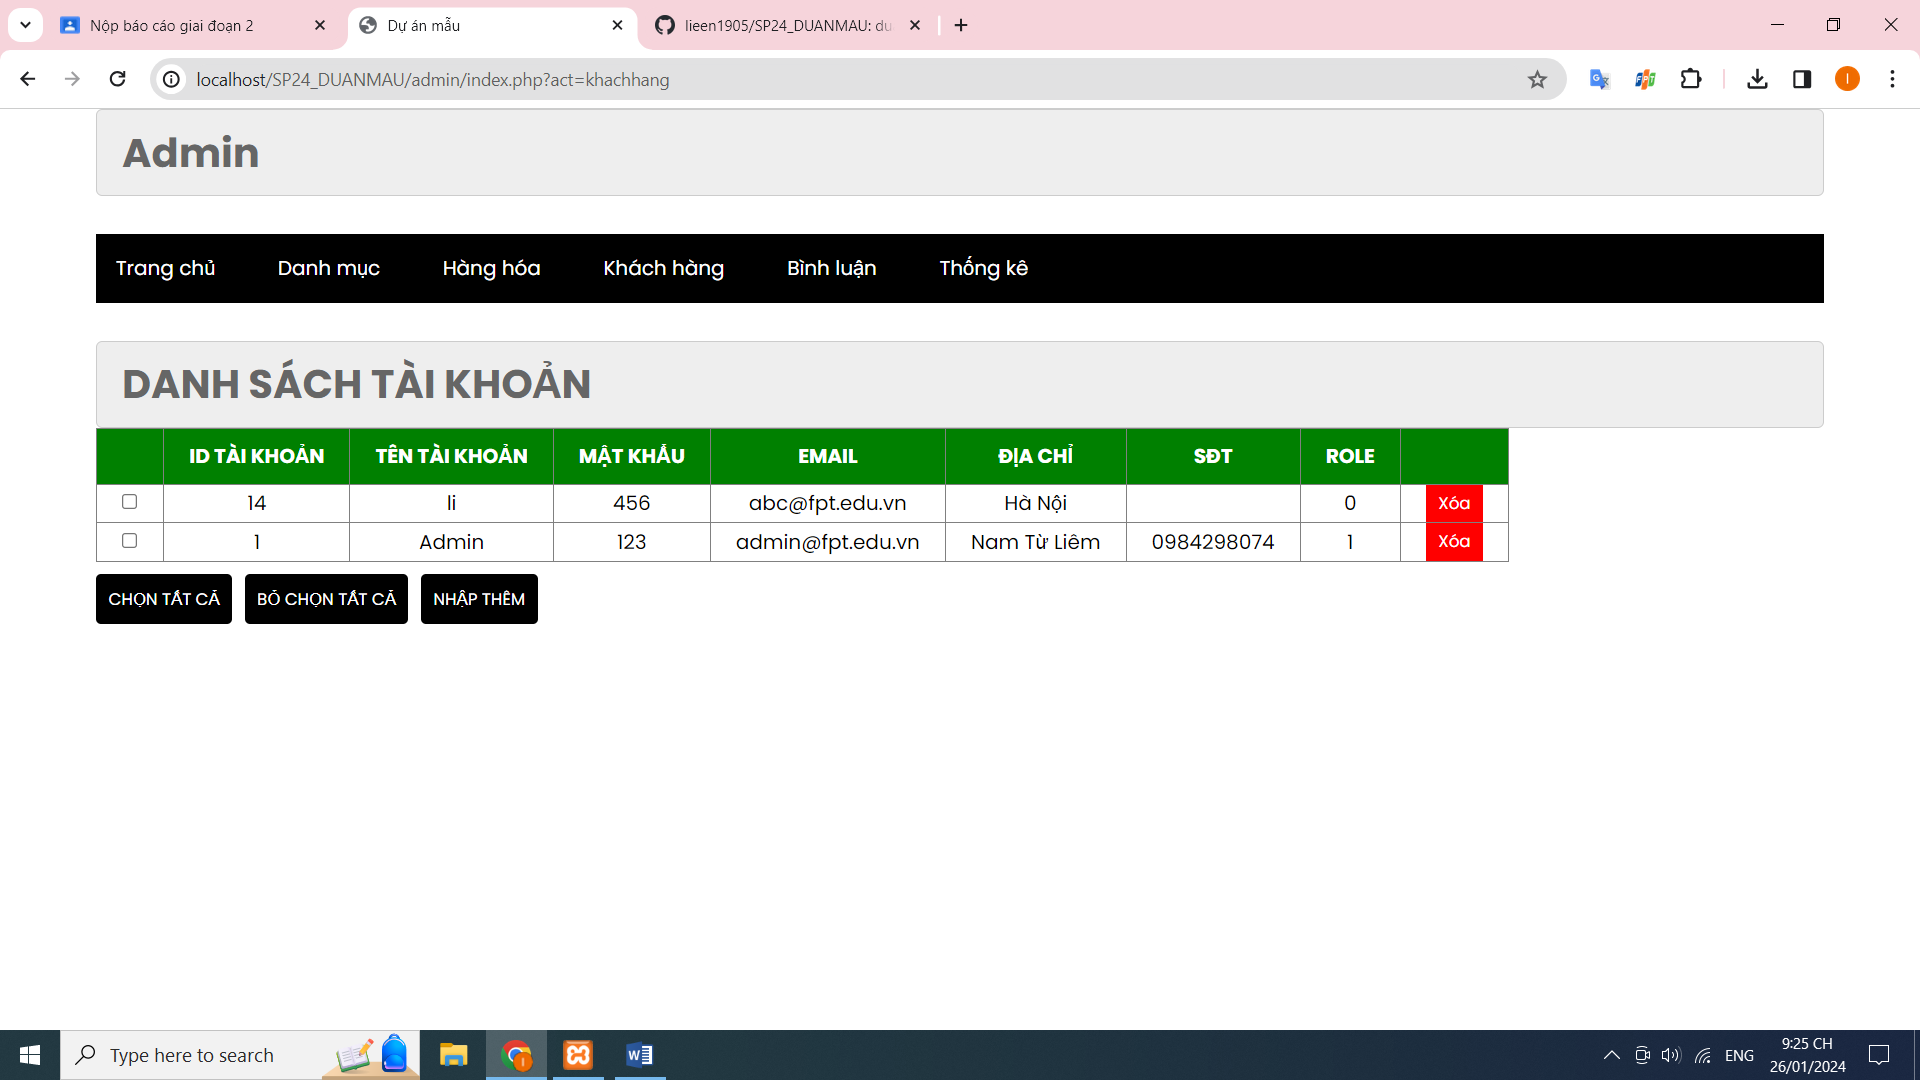 Nộp báo cáo giai đoạn 2
Dự án mẫu
lieen1905/SP24_DUANMAU: du
localhost/SP24_DUANMAU/admin/index.php?act=khachhang
Admin
Trang chủ Danh mục Hàng hóa Khách hàng Bình luận Thống kê
DANH SÁCH TÀI KHOẢN
ID TÀI KHOẢN TÊN TÀI KHOẢN MẬT KHẨU EMAIL ĐỊA CHỈ SĐT ROLE
14 li 456 abc@fpt.edu.vn Hà Nội 0 Xóa
1 Admin 123 admin@fpt.edu.vn Nam Từ Liêm 0984298074 1 Xóa
CHỌN TẤT CẢ BỎ CHỌN TẤT CẢ NHẬP THÊM
Type here to search
ENG
9:25 CH
26/01/2024